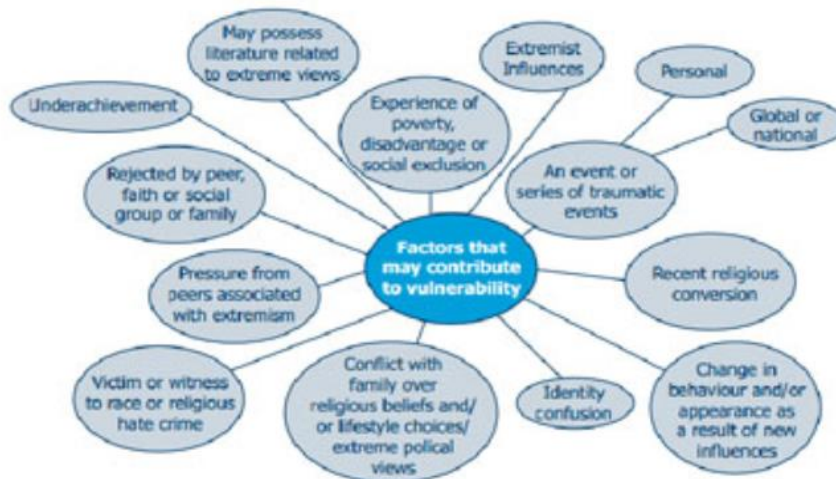 May possess
literature related
to extreme views
Extremist
Influences
Personal
Underachievement
Experience of
poverty,
disadvantage or
social exclusion
Global or
national
Rejected by peer,
faith or social
group or family
An event or
series of traumatic
events
Factors that
may contribute
to vulnerability
Pressure from
peers associated
with extremism
Recent religious
conversion
Victim or witness
to race or religious
hate crime
Conflict with
family over
religious beliefs and/
or lifestyle choices/
extreme polical
views
Identity
confusion
Change in
behaviour and/or
appearance as
a result of new
influences